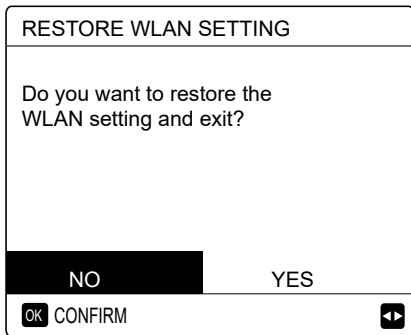 RESTORE WLAN SETTING
Do you want to restore the
WLAN setting and exit?
NO YES
OK CONFIRM